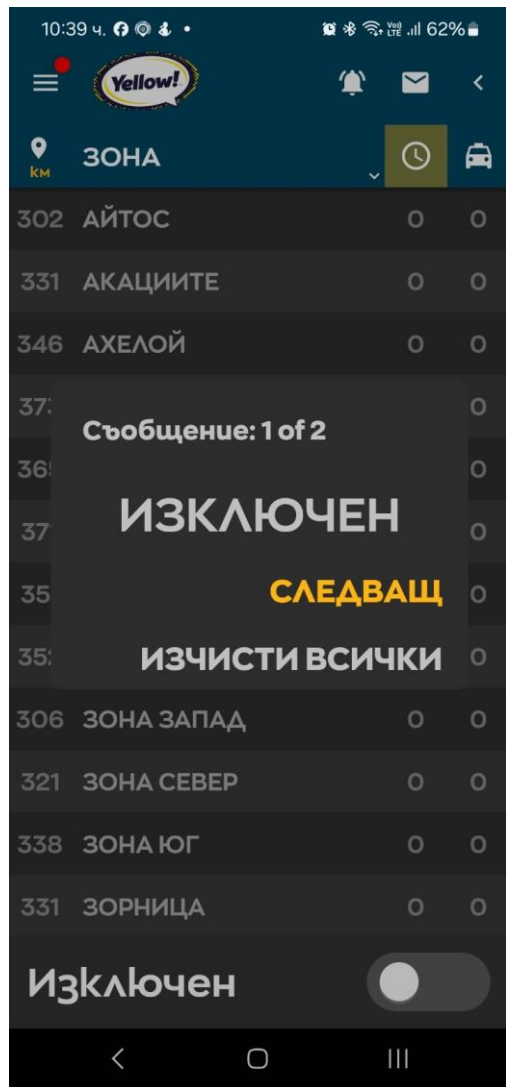 10:39 ч. 62%
Yellow!
км ЗОНА
302 АЙТОС 0 0
331 АКАЦИИТЕ 0 0
346 АХЕЛОЙ 0 0
0
Съобщение: 1 of 2
0
ИЗКЛЮЧЕН
0
СЛЕДВАЩ
0
ИЗЧИСТИ ВСИЧКИ
0
306 ЗОНА ЗАПАД 0 0
321 ЗОНА СЕВЕР 0 0
338 ЗОНА ЮГ 0 0
331 ЗОРНИЦА 0 0
Изключен